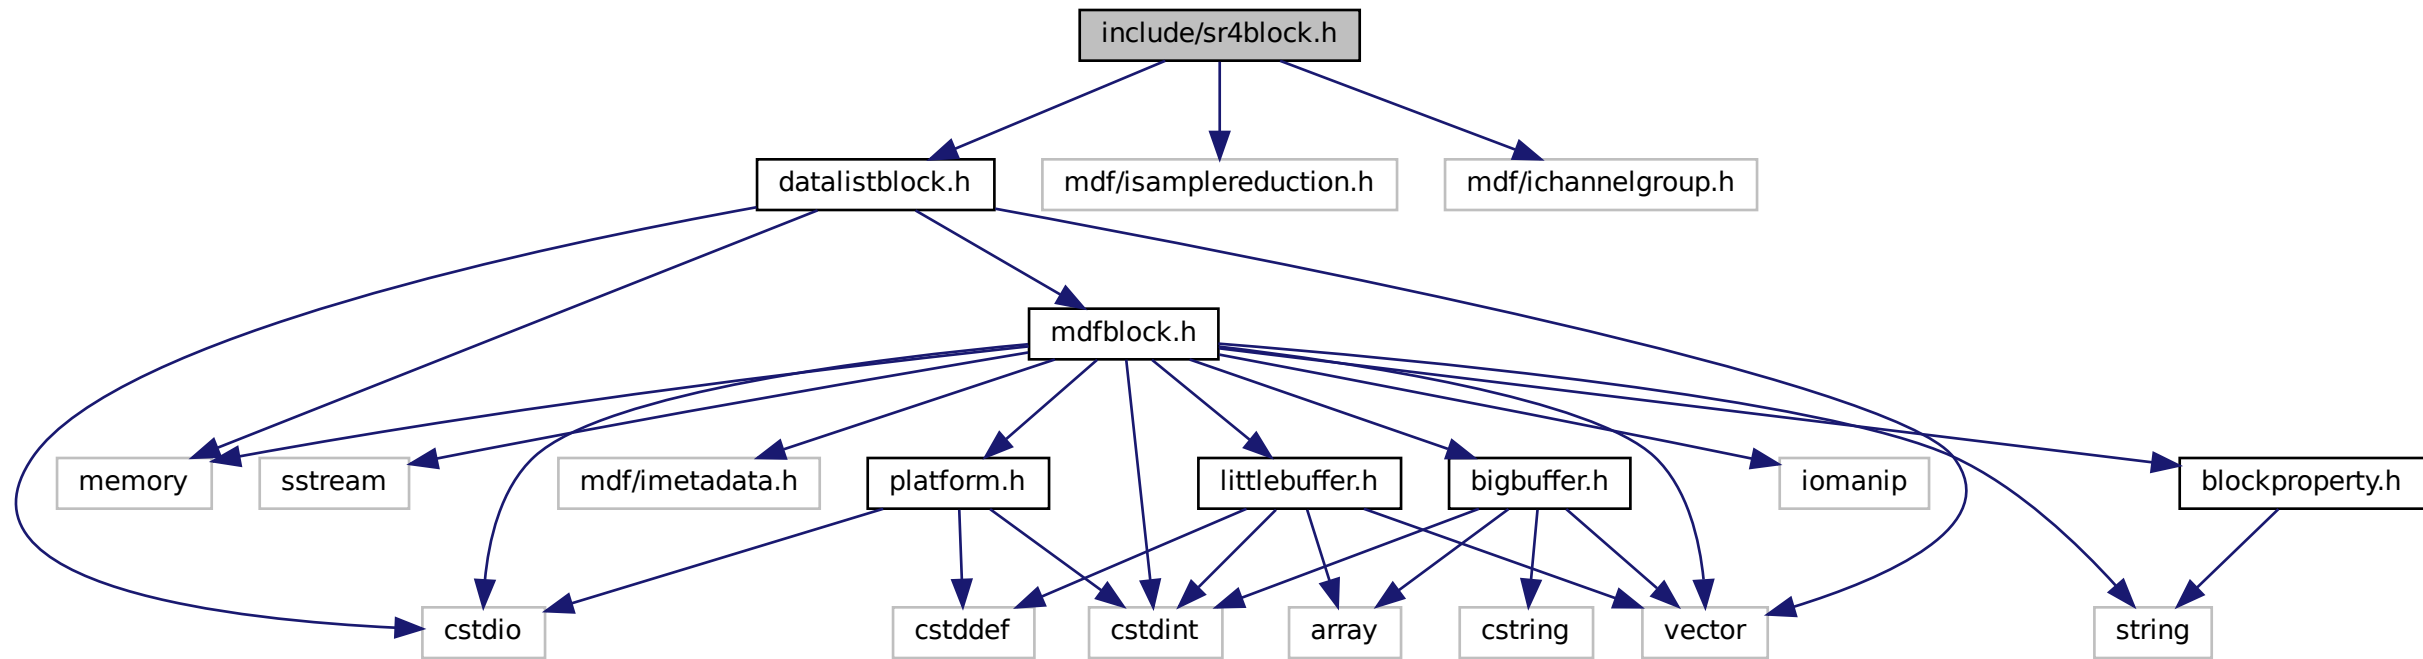 include/sr4block.h
datalistblock.h
mdf/isamplereduction.h
mdf/ichannelgroup.h
mdfblock.h
memory
sstream
mdf/imetadata.h
platform.h
littlebuffer.h
bigbuffer.h
iomanip
blockproperty.h
cstdio
cstddef
cstdint
array
cstring
vector
string